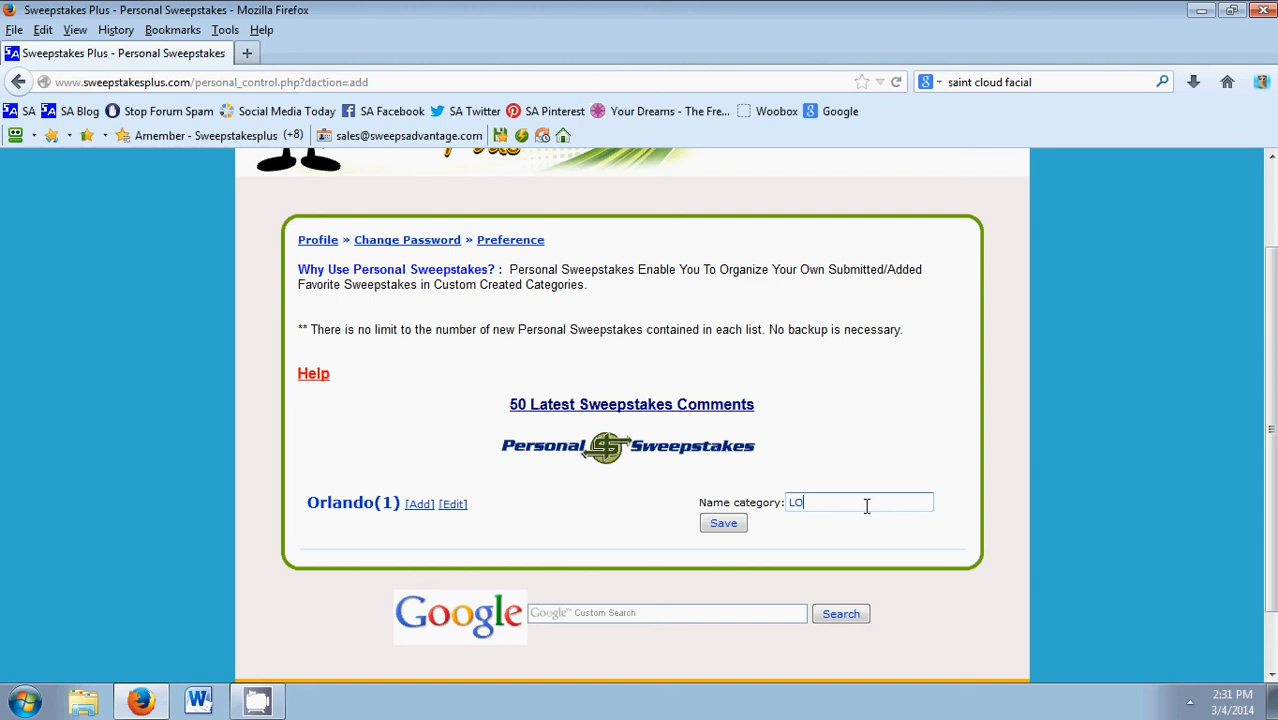 Sweepstakes Plus - Personal Sweepstakes - Mozilla Firefox
File Edit View History Bookmarks Tools Help
SA Sweepstakes Plus - Personal Sweepstakes +
www.sweepstakesplus.com/personal_control.php?daction=add saint cloud facial
SA SA SA SA Blog Stop Forum Spam Social Media Today SA Facebook SA Twitter SA Pinterest Your Dreams - The Fre... Woobox Google
Amember - Sweepstakesplus (+8) sales@sweepsadvantage.com
Profile » Change Password » Preference
Why Use Personal Sweepstakes? : Personal Sweepstakes Enable You To Organize Your Own Submitted/Added
Favorite Sweepstakes in Custom Created Categories.
** There is no limit to the number of new Personal Sweepstakes contained in each list. No backup is necessary.
Help
50 Latest Sweepstakes Comments
Personal $ Sweepstakes
Orlando(1) [Add] [Edit] Name category: LO
Save
Google Google™ Custom Search Search
2:31 PM
3/4/2014